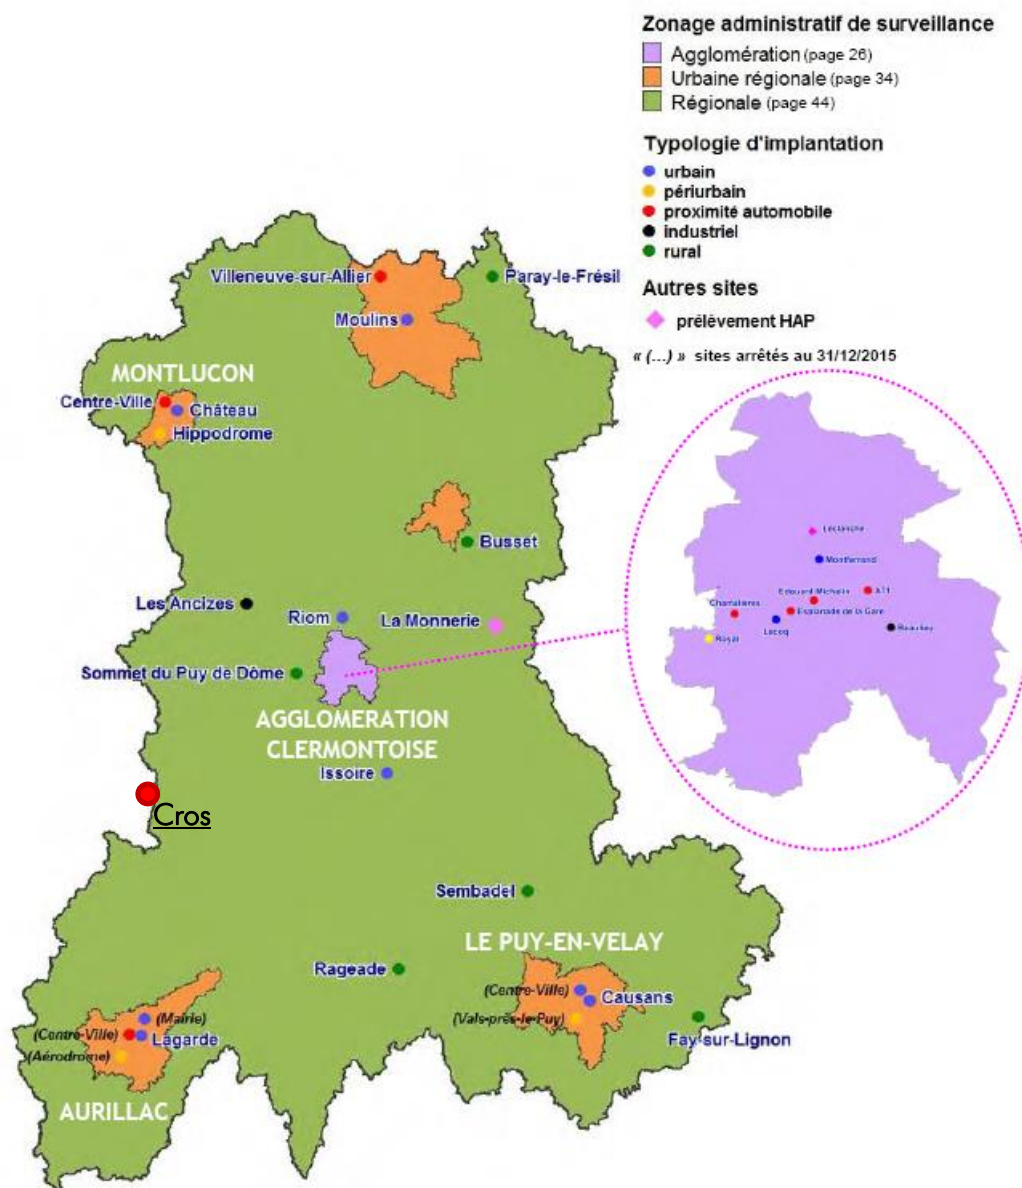 Zonage administratif de surveillance
Agglomération (page 26)
Urbaine régionale (page 34)
Régionale (page 44)
Typologie d'implantation
urbain
périurbain
proximité automobile
industriel
rural
Autres sites
prélèvement HAP
« (...) » sites arrêtés au 31/12/2015
Villeneuve-sur-Allier
Paray-le-Frésil
Moulins
MONTLUCON
Centre-Ville
Château
Hippodrome
Busset
Les Ancizes
Riom
La Monnerie
Sommet du Puy de Dôme
AGGLOMERATION
CLERMONTOISE
Issoire
Cros
Leclanche
Montferrand
Edouard Michelin
A71
Chamalières
Esplanade de la Gare
Lecoq
Beaulieu
Royat
Sembadel
LE PUY-EN-VELAY
Rageade
(Centre-Ville)
Causans
(Vals-près-le-Puy)
Fay-sur-Lignon
(Mairie)
(Centre-Ville)
Lagarde
(Aérodrome)
AURILLAC